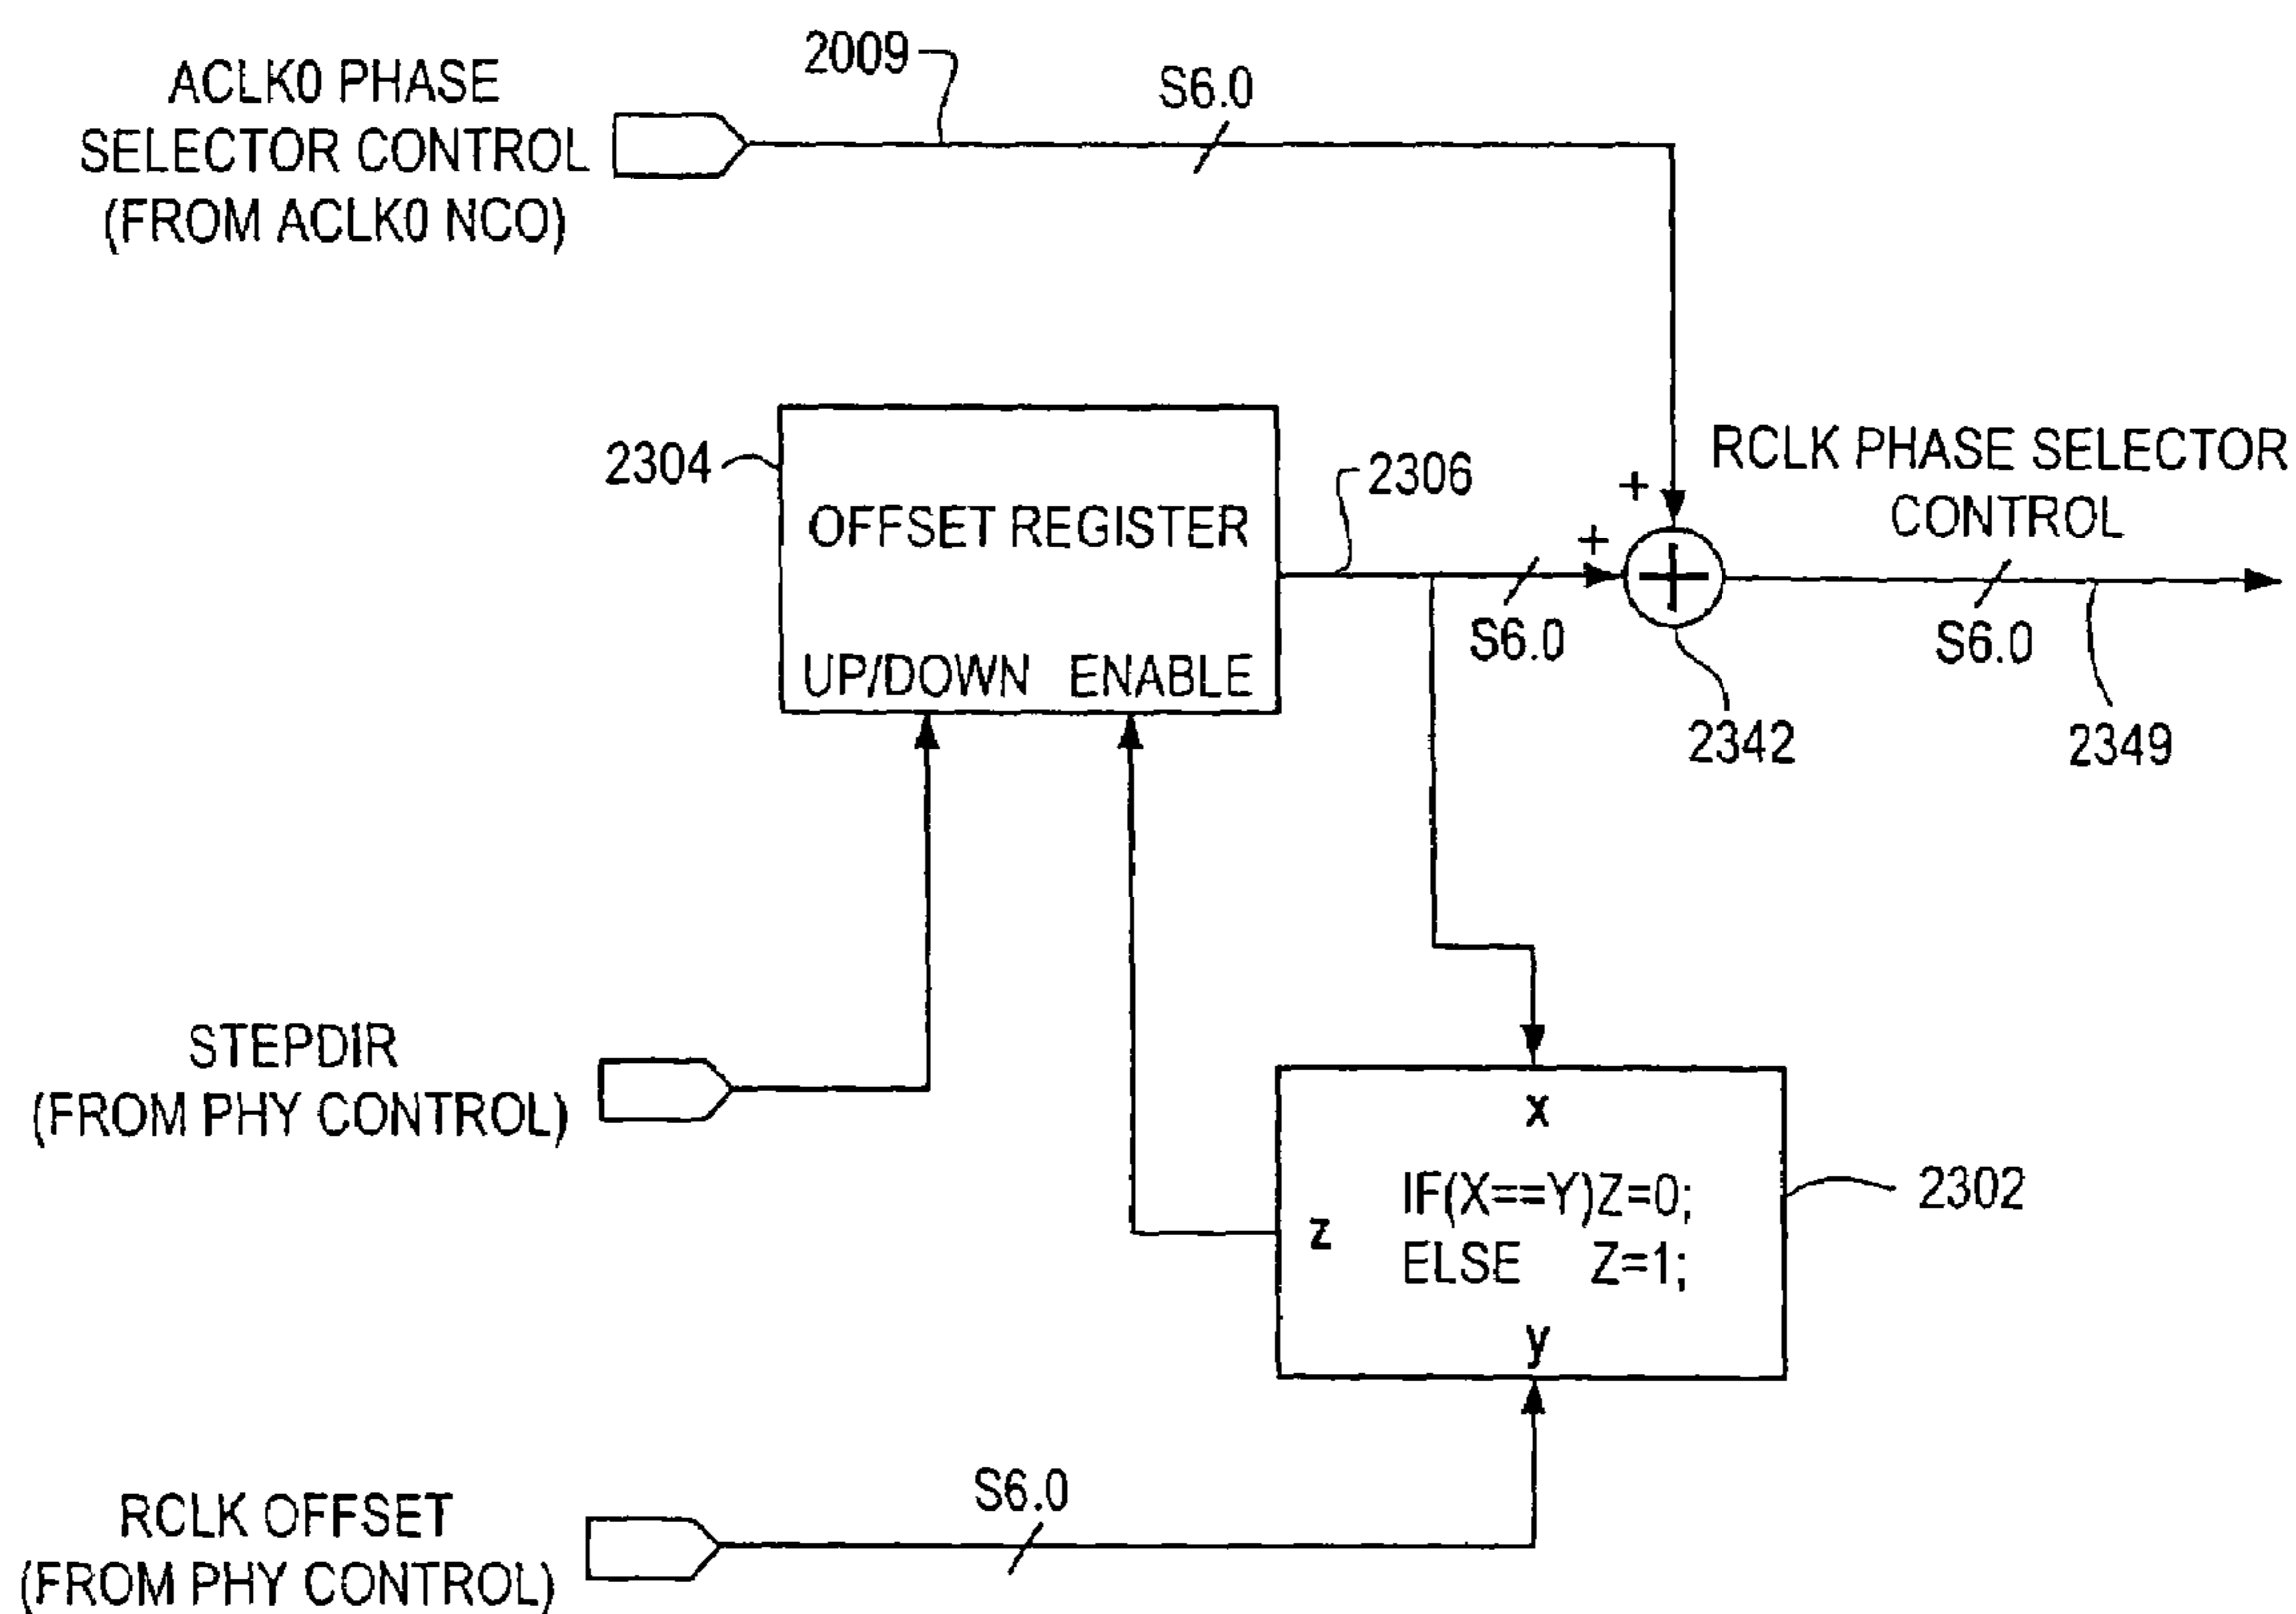 2009
S6.0
ACLK0 PHASE
SELECTOR CONTROL
(FROM ACLK0 NCO)
2304
OFFSET REGISTER
UP/DOWN ENABLE
2306
+
+
S6.0
RCLK PHASE SELECTOR
CONTROL
S6.0
2342
2349
STEPDIR
(FROM PHY CONTROL)
x
IF(X==Y)Z=0;
z
ELSE Z=1;
y
2302
S6.0
RCLK OFFSET
(FROM PHY CONTROL)